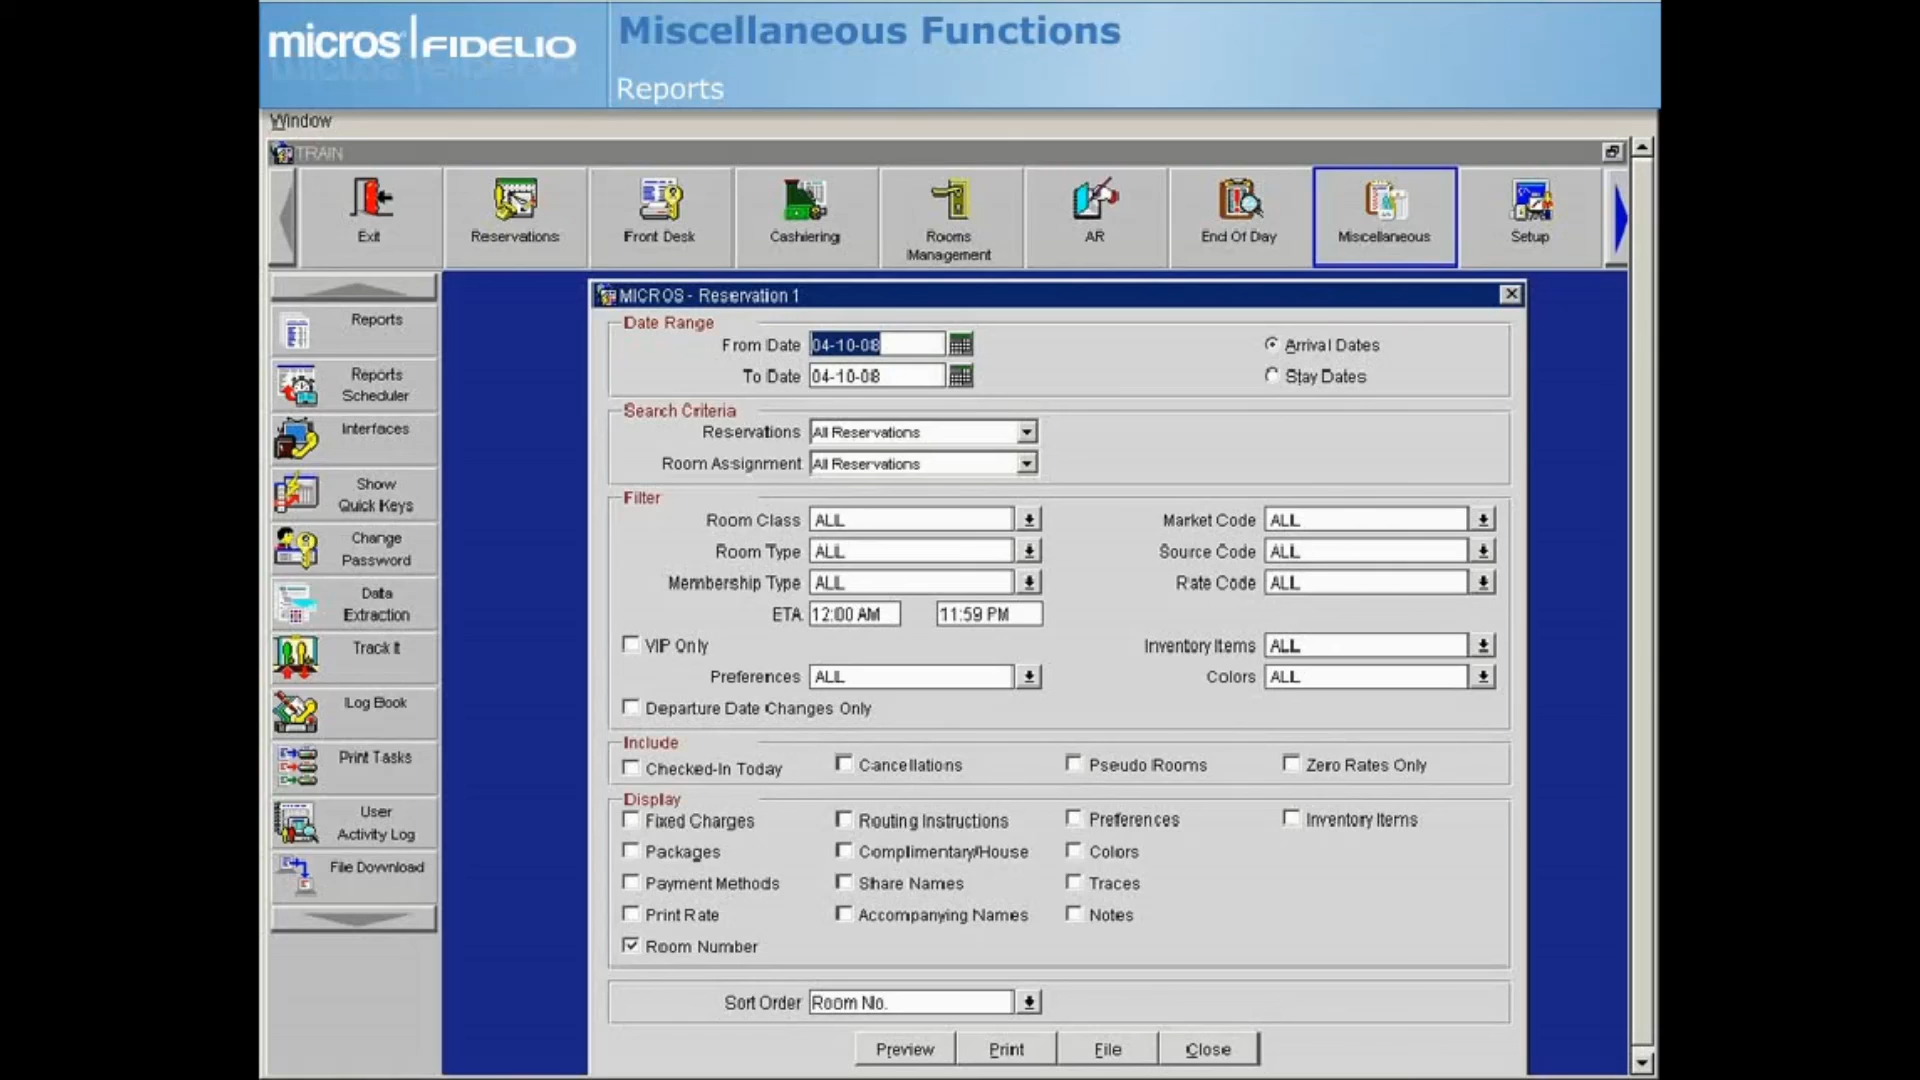 micros FIDELIO
Miscellaneous Functions
Reports
Window
TRAIN
Exit
Reservations
Front Desk
Cashiering
Rooms
Management
AR
End Of Day
Miscellaneous
Setup
Reports
Reports
Scheduler
Interfaces
Show
Quick Keys
Change
Password
Data
Extraction
Track It
Log Book
Print Tasks
User
Activity Log
File Download
MICROS - Reservation 1
Date Range
From Date 04-10-08
Arrival Dates
To Date 04-10-08
Stay Dates
Search Criteria
Reservations All Reservations
Room Assignment All Reservations
Filter
Room Class ALL
Market Code ALL
Room Type ALL
Source Code ALL
Membership Type ALL
Rate Code ALL
ETA 12:00 AM 11:59 PM
VIP Only
Inventory Items ALL
Preferences ALL
Colors ALL
Departure Date Changes Only
Include
Checked-In Today Cancellations Pseudo Rooms Zero Rates Only
Display
Fixed Charges Routing Instructions Preferences Inventory Items
Packages Complimentary/House Colors
Payment Methods Share Names Traces
Print Rate Accompanying Names Notes
Room Number
Sort Order Room No.
Preview Print File Close